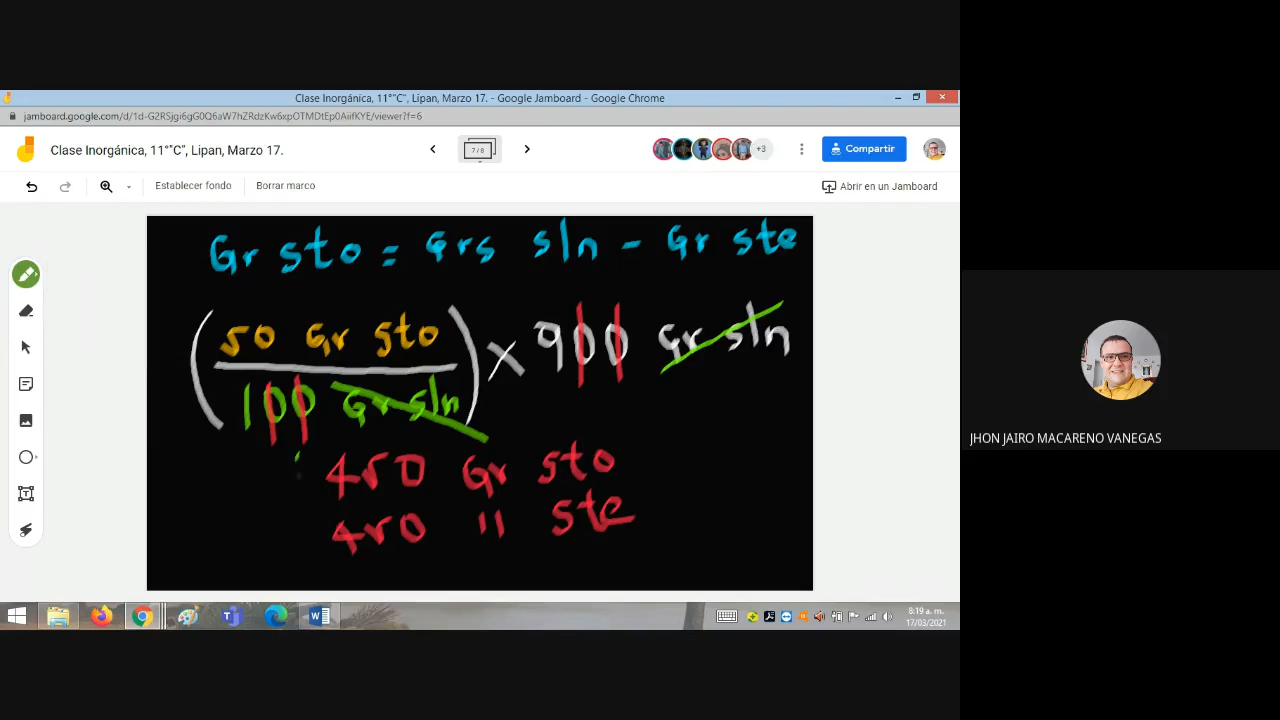 Clase Inorgánica, 11°"C", Lipan, Marzo 17. - Google Jamboard - Google Chrome
jamboard.google.com/d/1d-G2RSjgi6gG0Q6aW7hZRdzKw6xpOTMDtEp0AiifKYE/viewer?f=6
Clase Inorgánica, 11°"C", Lipan, Marzo 17.
7/8
+3
Compartir
Establecer fondo
Borrar marco
Abrir en un Jamboard
Gr sto = Grs sln - Gr ste
(50 Gr sto
100 Gr sln) x 900 Gr sln
450 Gr sto
450 " ste
JHON JAIRO MACARENO VANEGAS
8:19 a. m.
17/03/2021